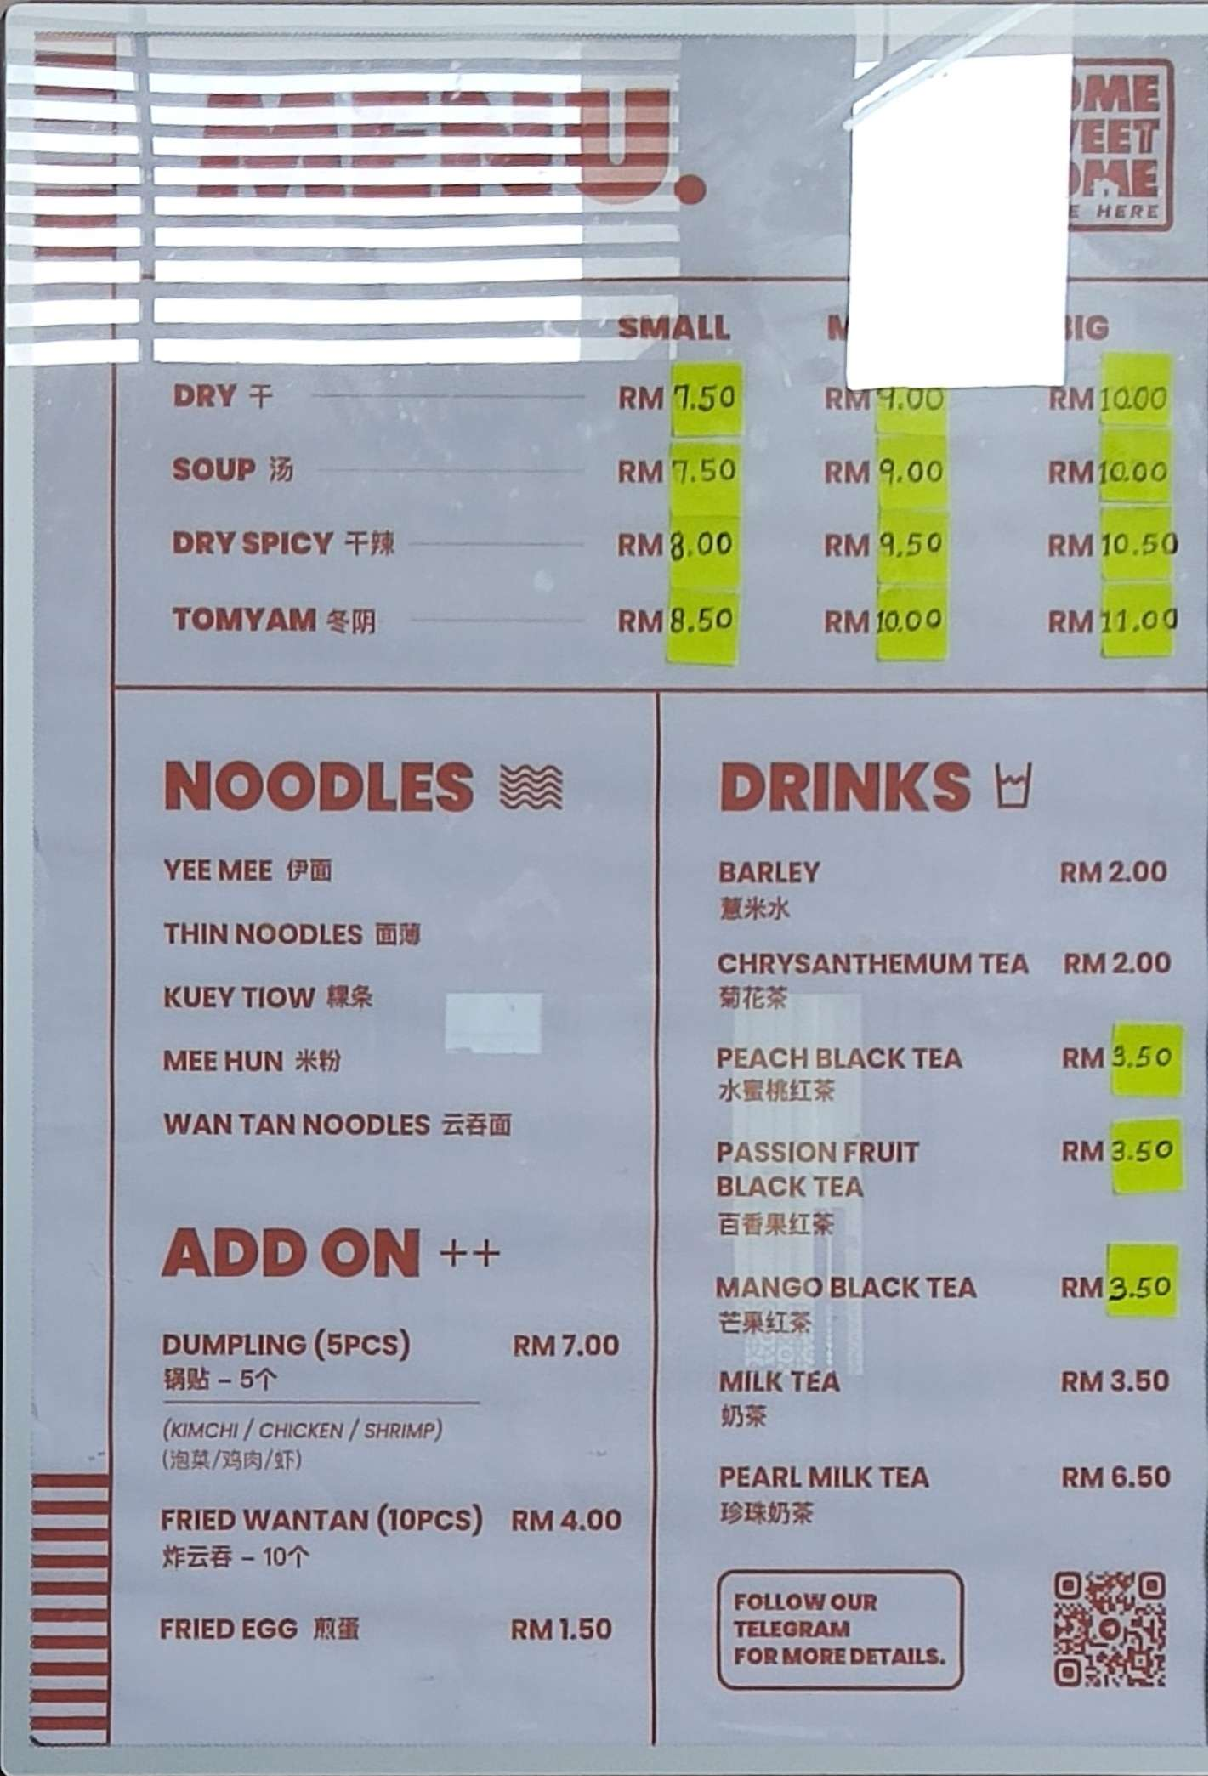 MENU.
OME
EET
OME
E HERE
SMALL BIG
DRY 干 RM 7.50 RM 9.00 RM 10.00
SOUP 汤 RM 7.50 RM 9.00 RM 10.00
DRY SPICY 干辣 RM 8.00 RM 9.50 RM 10.50
TOMYAM 冬阴 RM 8.50 RM 10.00 RM 11.00
NOODLES
YEE MEE 伊面
THIN NOODLES 面薄
KUEY TIOW 粿条
MEE HUN 米粉
WAN TAN NOODLES 云吞面
ADD ON ++
DUMPLING (5PCS) RM 7.00
锅贴 – 5个
(KIMCHI / CHICKEN / SHRIMP)
(泡菜/鸡肉/虾)
FRIED WANTAN (10PCS) RM 4.00
炸云吞 – 10个
FRIED EGG 煎蛋 RM 1.50
DRINKS
BARLEY RM 2.00
薏米水
CHRYSANTHEMUM TEA RM 2.00
菊花茶
PEACH BLACK TEA RM 3.50
水蜜桃红茶
PASSION FRUIT RM 3.50
BLACK TEA
百香果红茶
MANGO BLACK TEA RM 3.50
芒果红茶
MILK TEA RM 3.50
奶茶
PEARL MILK TEA RM 6.50
珍珠奶茶
FOLLOW OUR
TELEGRAM
FOR MORE DETAILS.